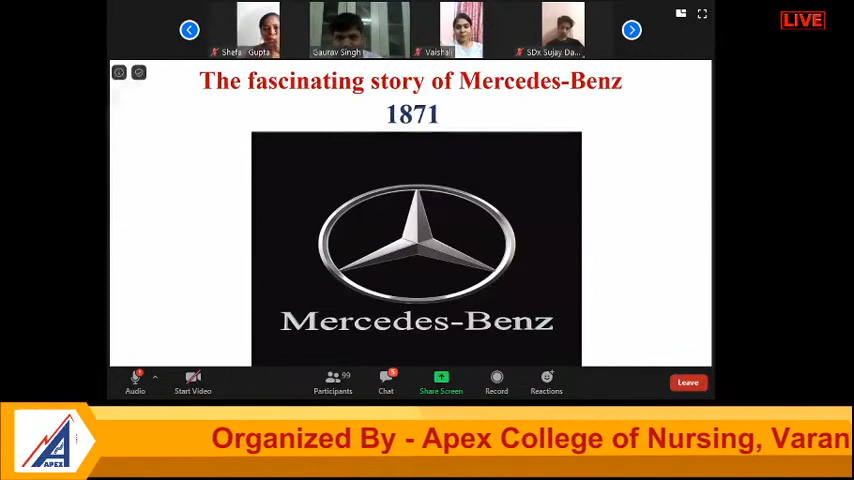 LIVE
Shefa Gupta
Gaurav Singh
Vaishali
SDx Sujay Da...
The fascinating story of Mercedes-Benz
1871
Mercedes-Benz
Audio
Start Video
Participants
99
Chat
5
Share Screen
Record
Reactions
Leave
APEX
Organized By - Apex College of Nursing, Varan